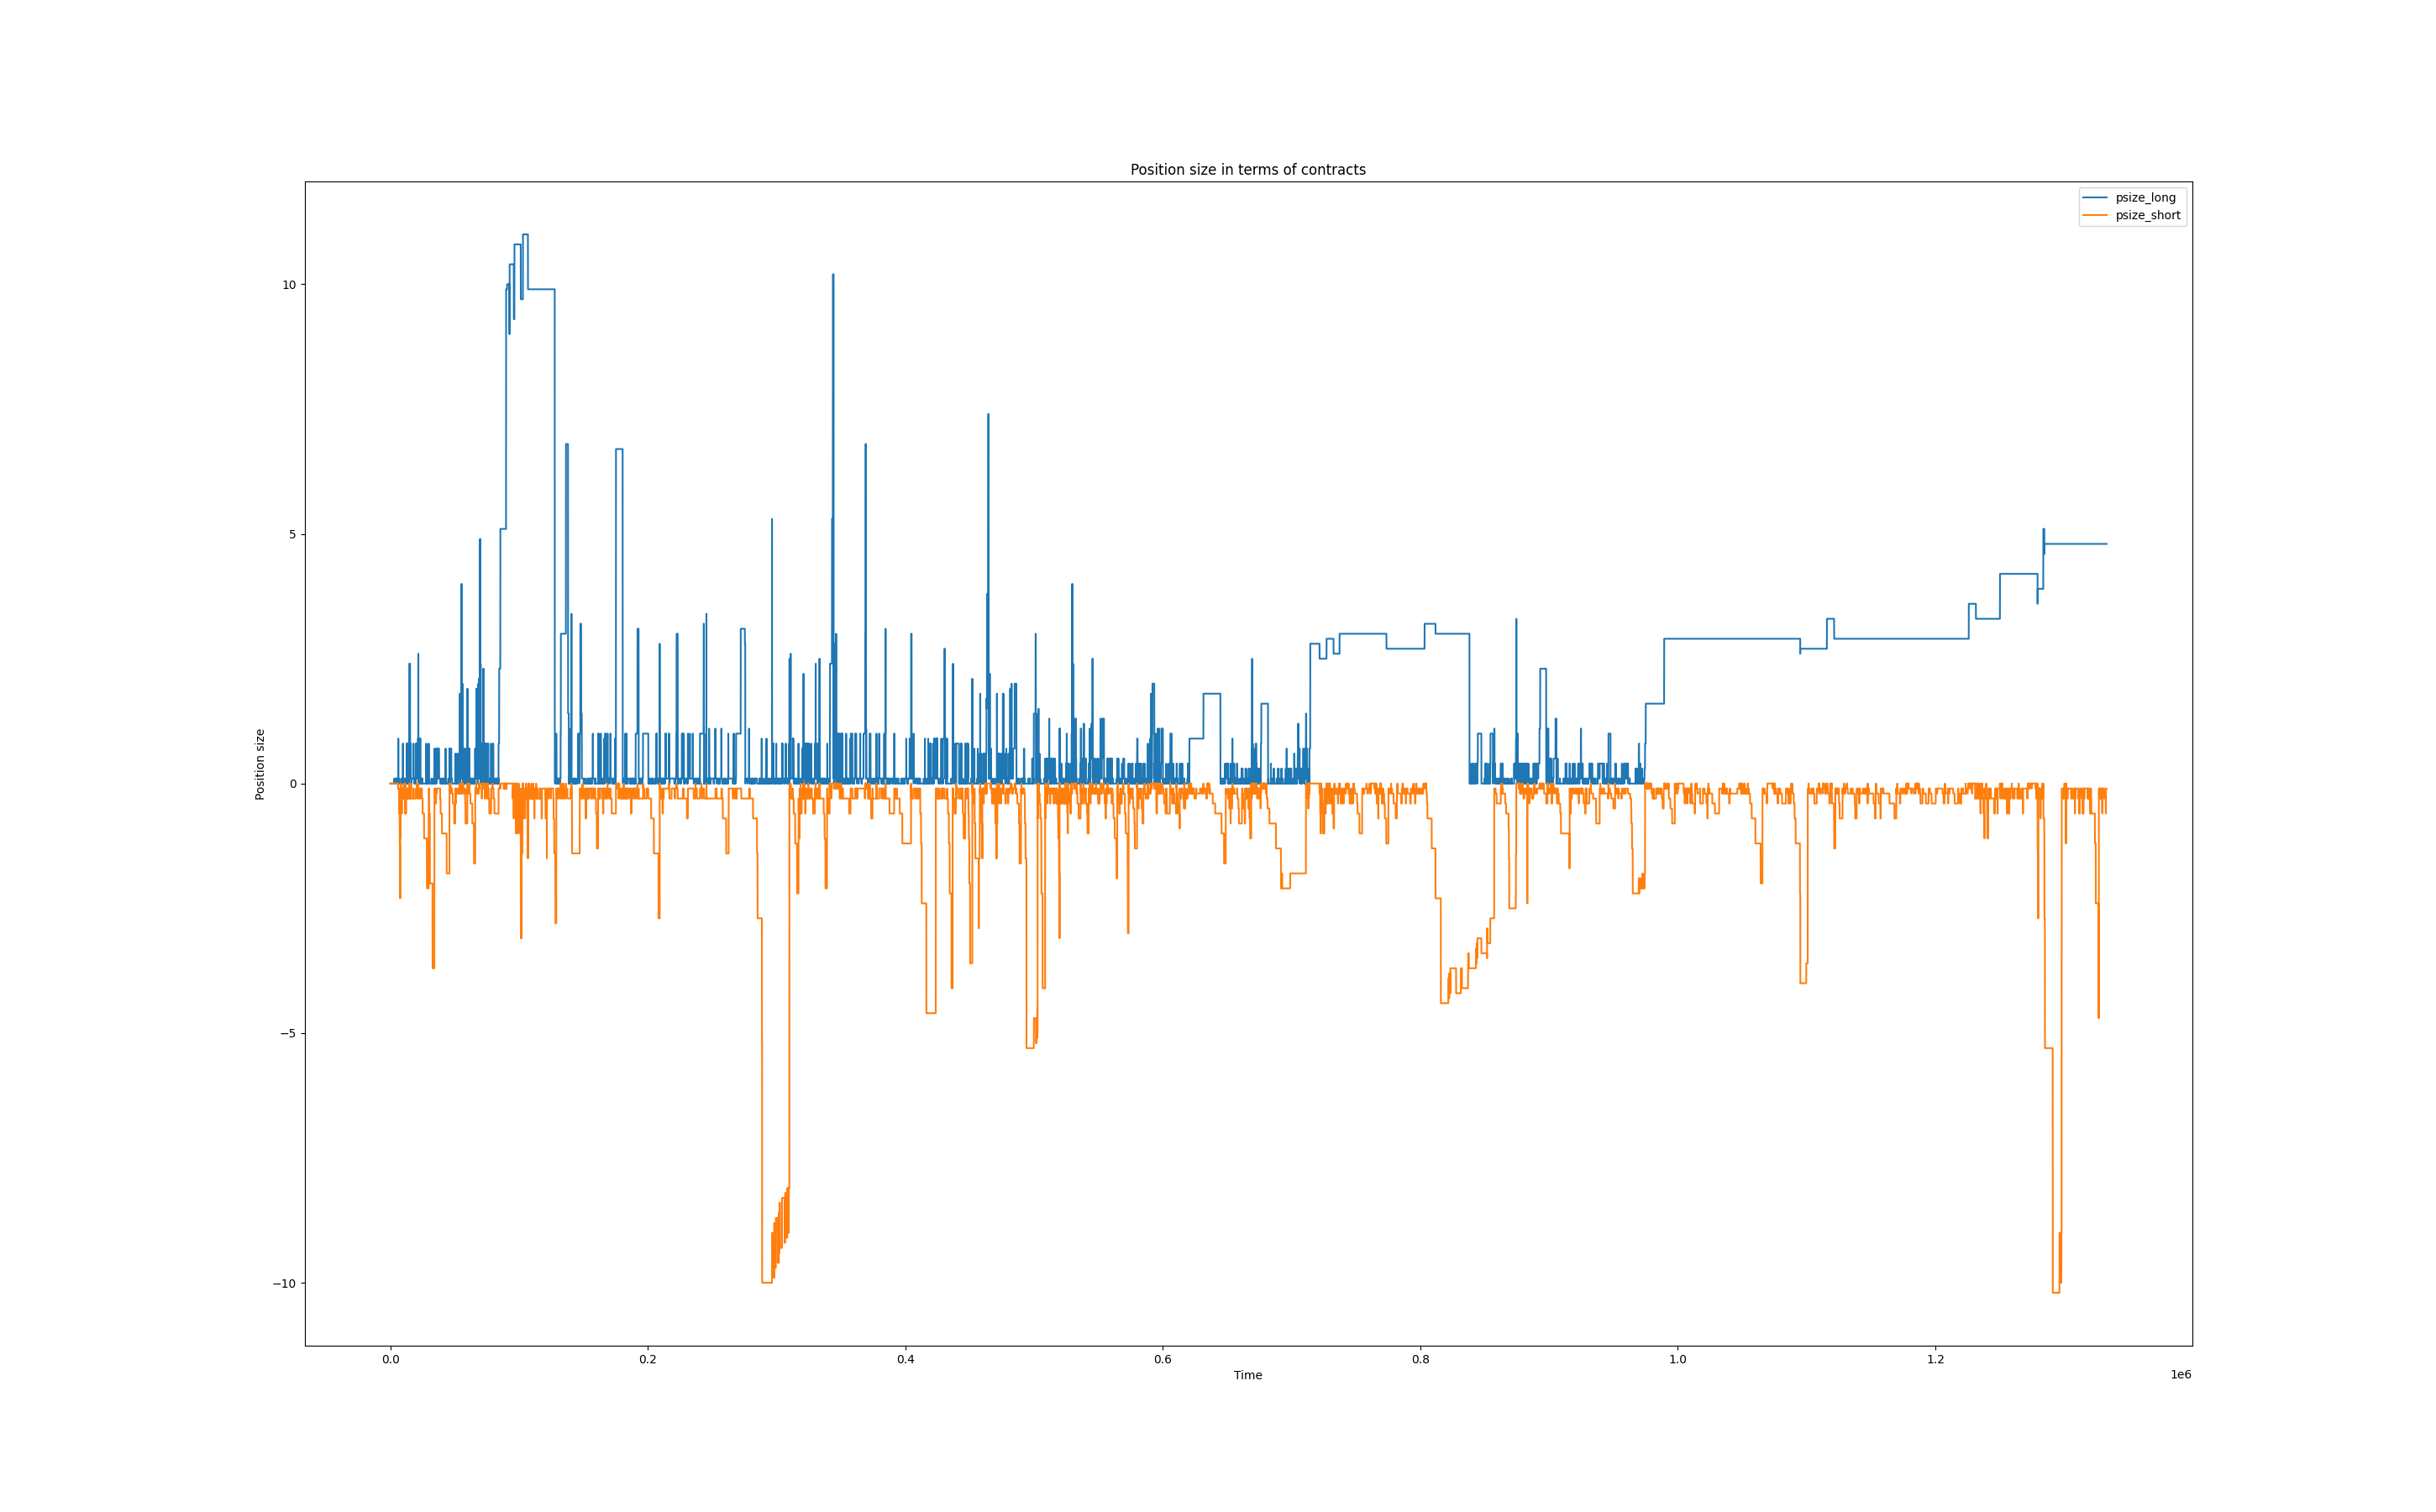 Position size in terms of contracts
psize_long
psize_short
Position size
10
5
0
−5
−10
0.0
0.2
0.4
0.6
0.8
1.0
1.2
1e6
Time